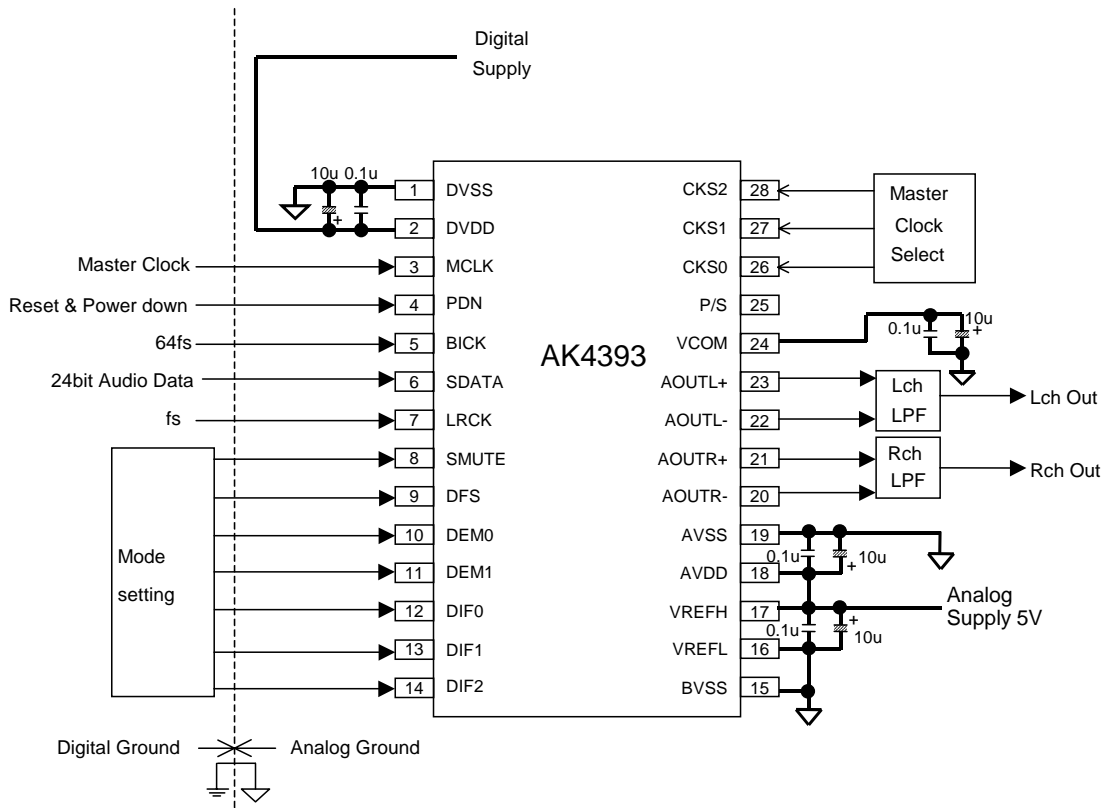 Digital
Supply
10u 0.1u
+
1 DVSS
2 DVDD
Master Clock 3 MCLK
Reset & Power down 4 PDN
64fs 5 BICK
24bit Audio Data 6 SDATA
fs 7 LRCK
8 SMUTE
9 DFS
10 DEM0
11 DEM1
12 DIF0
13 DIF1
14 DIF2
Mode
setting
AK4393
CKS2 28
CKS1 27
CKS0 26
P/S 25
VCOM 24
AOUTL+ 23
AOUTL- 22
AOUTR+ 21
AOUTR- 20
AVSS 19
AVDD 18
VREFH 17
VREFL 16
BVSS 15
Master
Clock
Select
0.1u 10u
+
Lch
LPF
Lch Out
Rch
LPF
Rch Out
0.1u 10u
+
Analog
Supply 5V
+
0.1u 10u
Digital Ground Analog Ground